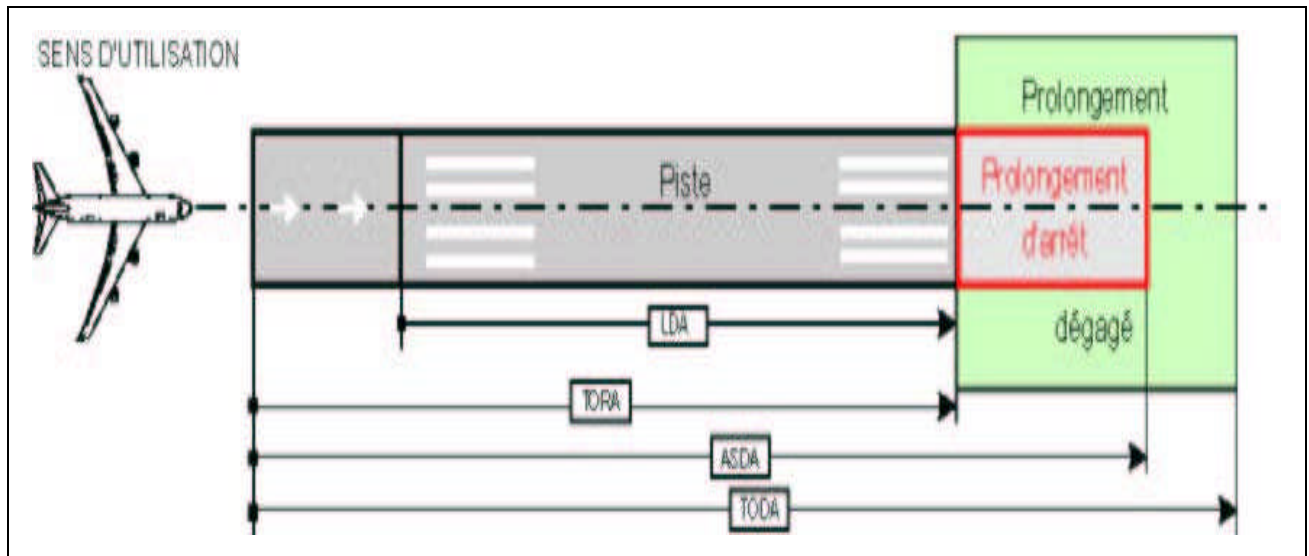 SENS D'UTILISATION
Prolongement
Piste
Prolongement
d'arrêt
LDA
dégagé
TORA
ASDA
TODA